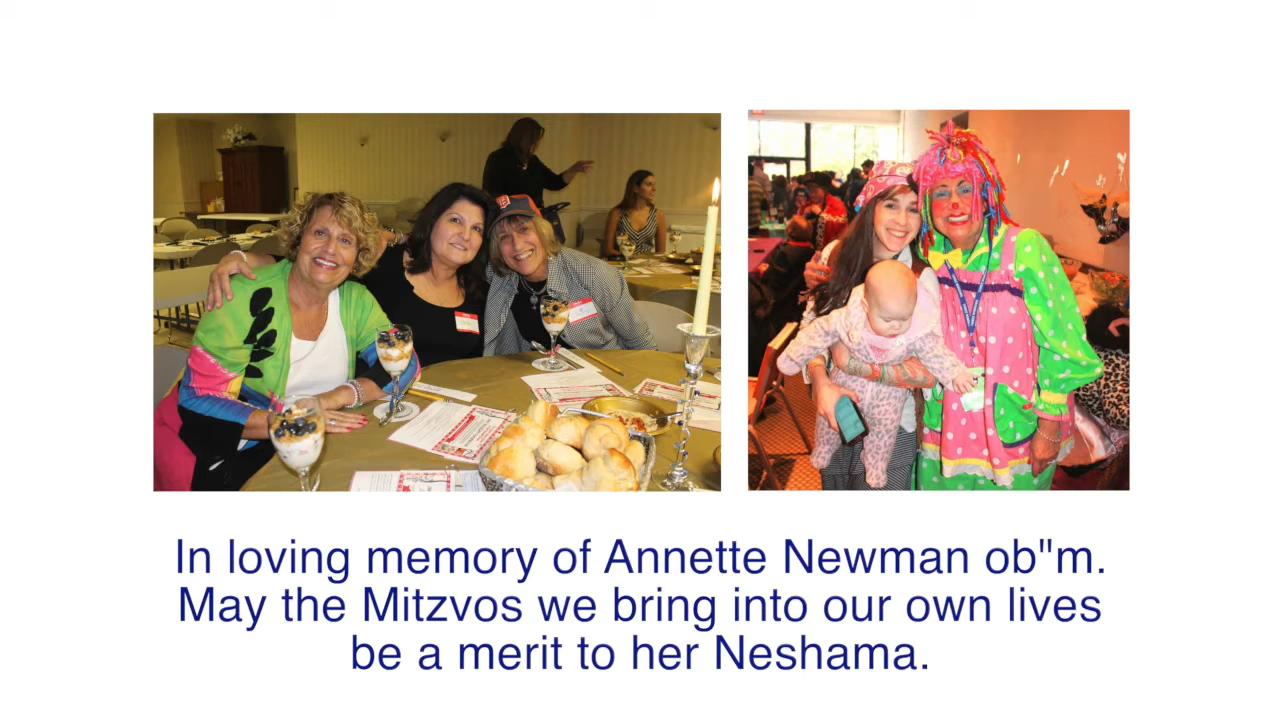 In loving memory of Annette Newman ob"m.
May the Mitzvos we bring into our own lives
be a merit to her Neshama.